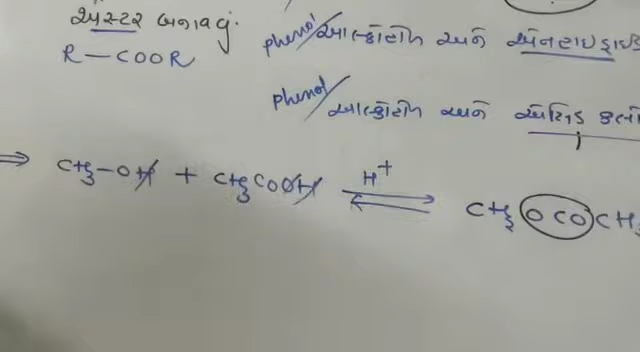 એસ્ટર બનાવવું.
R-COOR
phenol/આલ્કોહોલ અને એનહાઇડ્રાઇડ
phenol/આલ્કોહોલ અને એસિડ ક્લો
⇒ CH₃-OH + CH₃COOH ⇌ H⁺ CH₃OCOCH₃